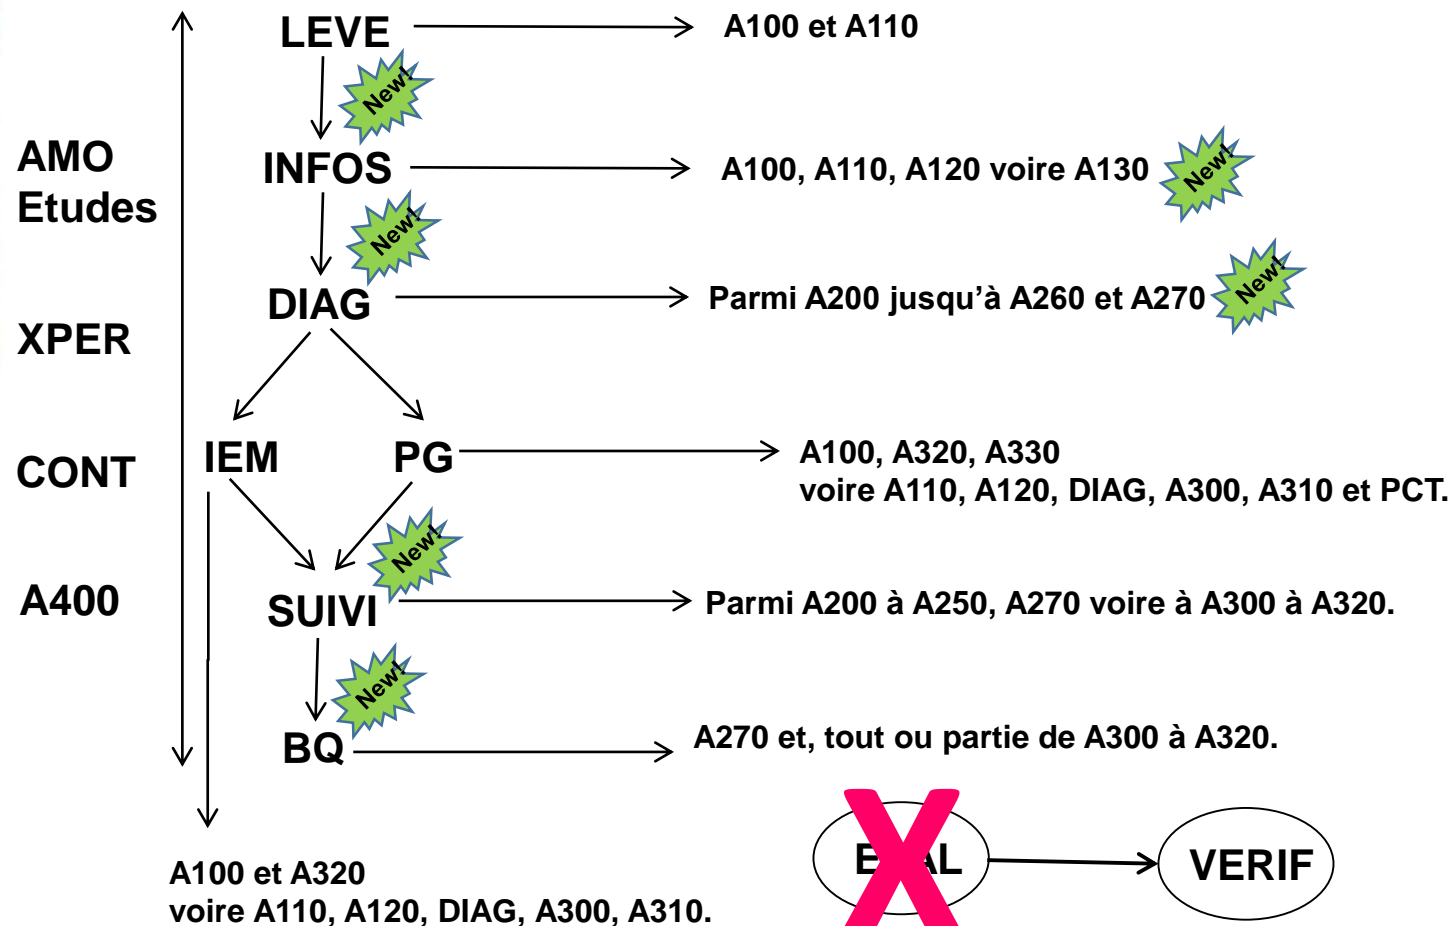 LEVE
A100 et A110
New!
AMO
Etudes
INFOS
A100, A110, A120 voire A130
New!
New!
DIAG
Parmi A200 jusqu'à A260 et A270
New!
XPER
CONT
IEM
PG
A100, A320, A330
voire A110, A120, DIAG, A300, A310 et PCT.
New!
A400
SUIVI
Parmi A200 à A250, A270 voire à A300 à A320.
New!
BQ
A270 et, tout ou partie de A300 à A320.
A100 et A320
voire A110, A120, DIAG, A300, A310.
X
VERIF